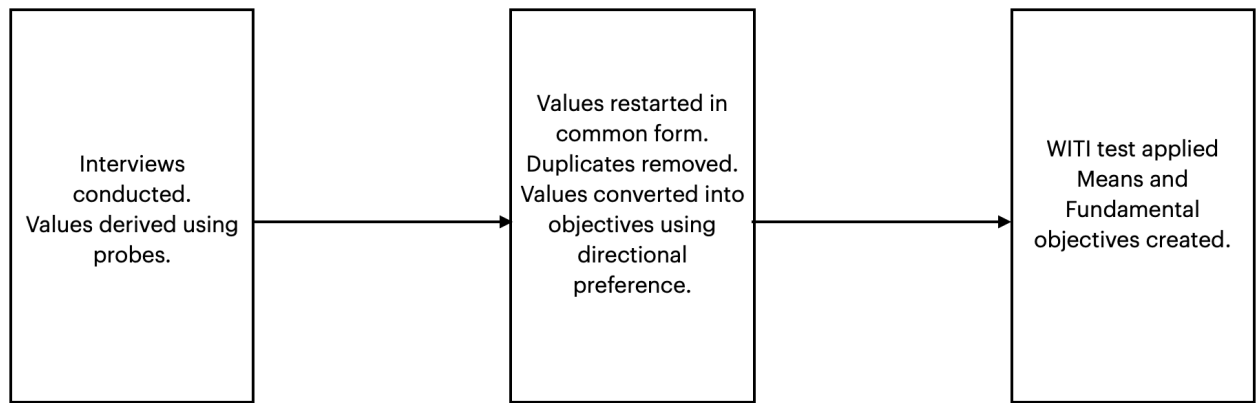 Interviews
conducted.
Values derived using
probes.
Values restarted in
common form.
Duplicates removed.
Values converted into
objectives using
directional
preference.
WITI test applied
Means and
Fundamental
objectives created.